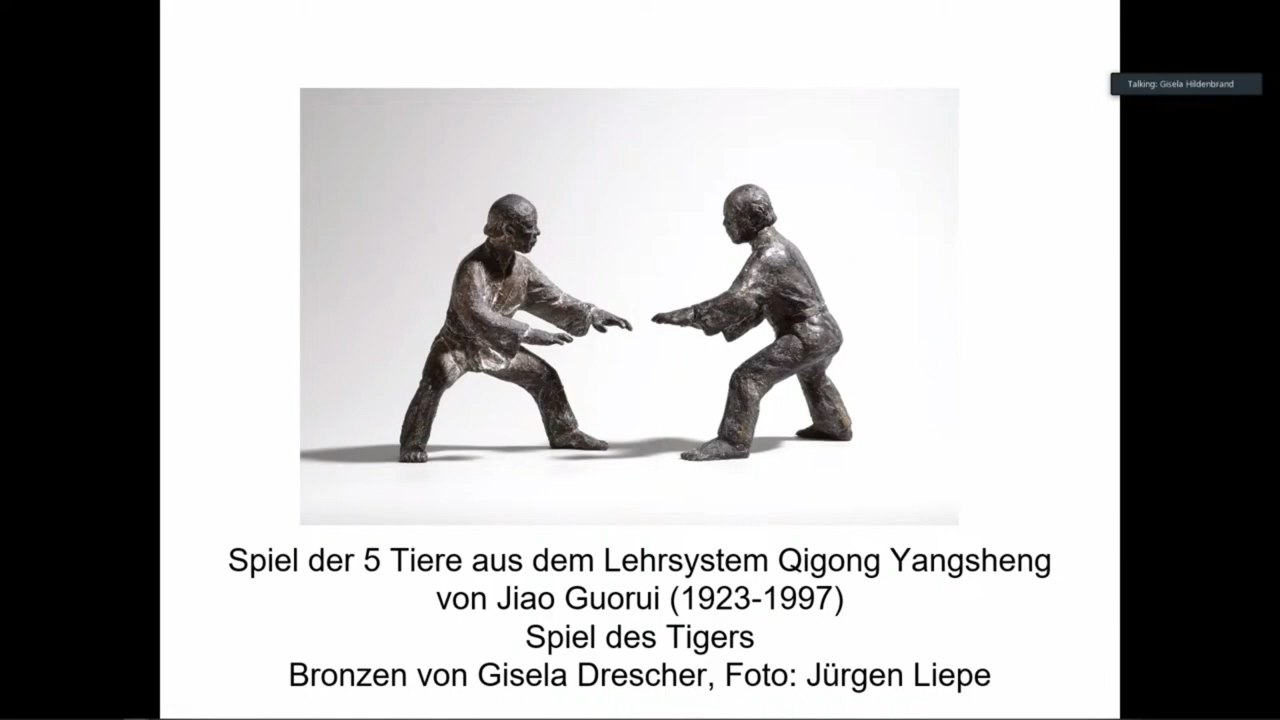 Talking: Gisela Hildenbrand
Spiel der 5 Tiere aus dem Lehrsystem Qigong Yangsheng
von Jiao Guorui (1923-1997)
Spiel des Tigers
Bronzen von Gisela Drescher, Foto: Jürgen Liepe